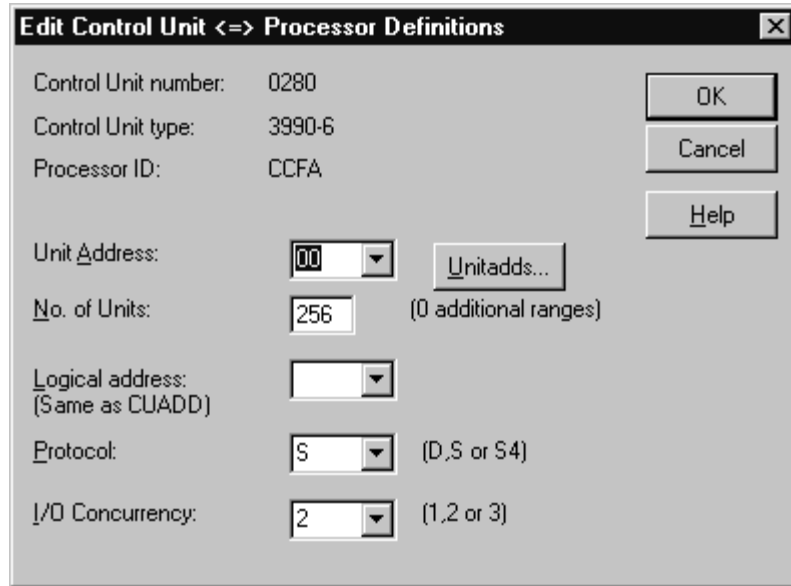 Edit Control Unit <=> Processor Definitions
Control Unit number: 0280
OK
Control Unit type: 3990-6
Cancel
Processor ID: CCFA
Help
Unit Address: 00 Unitadds...
No. of Units: 256 (0 additional ranges)
Logical address:
(Same as CUADD)
Protocol: S (D,S or S4)
I/O Concurrency: 2 (1,2 or 3)